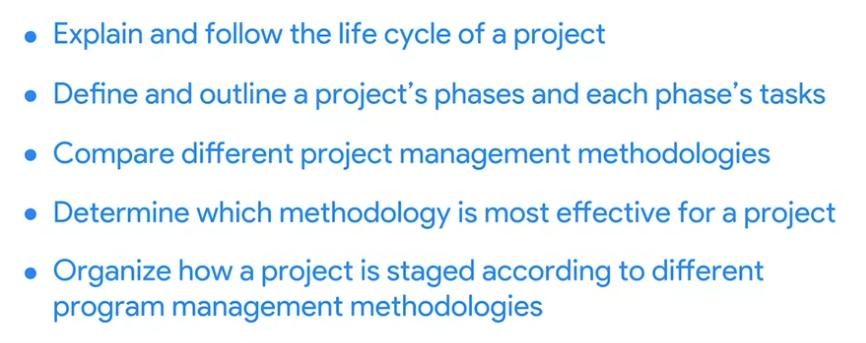 • Explain and follow the life cycle of a project
• Define and outline a project's phases and each phase's tasks
• Compare different project management methodologies
• Determine which methodology is most effective for a project
• Organize how a project is staged according to different
program management methodologies